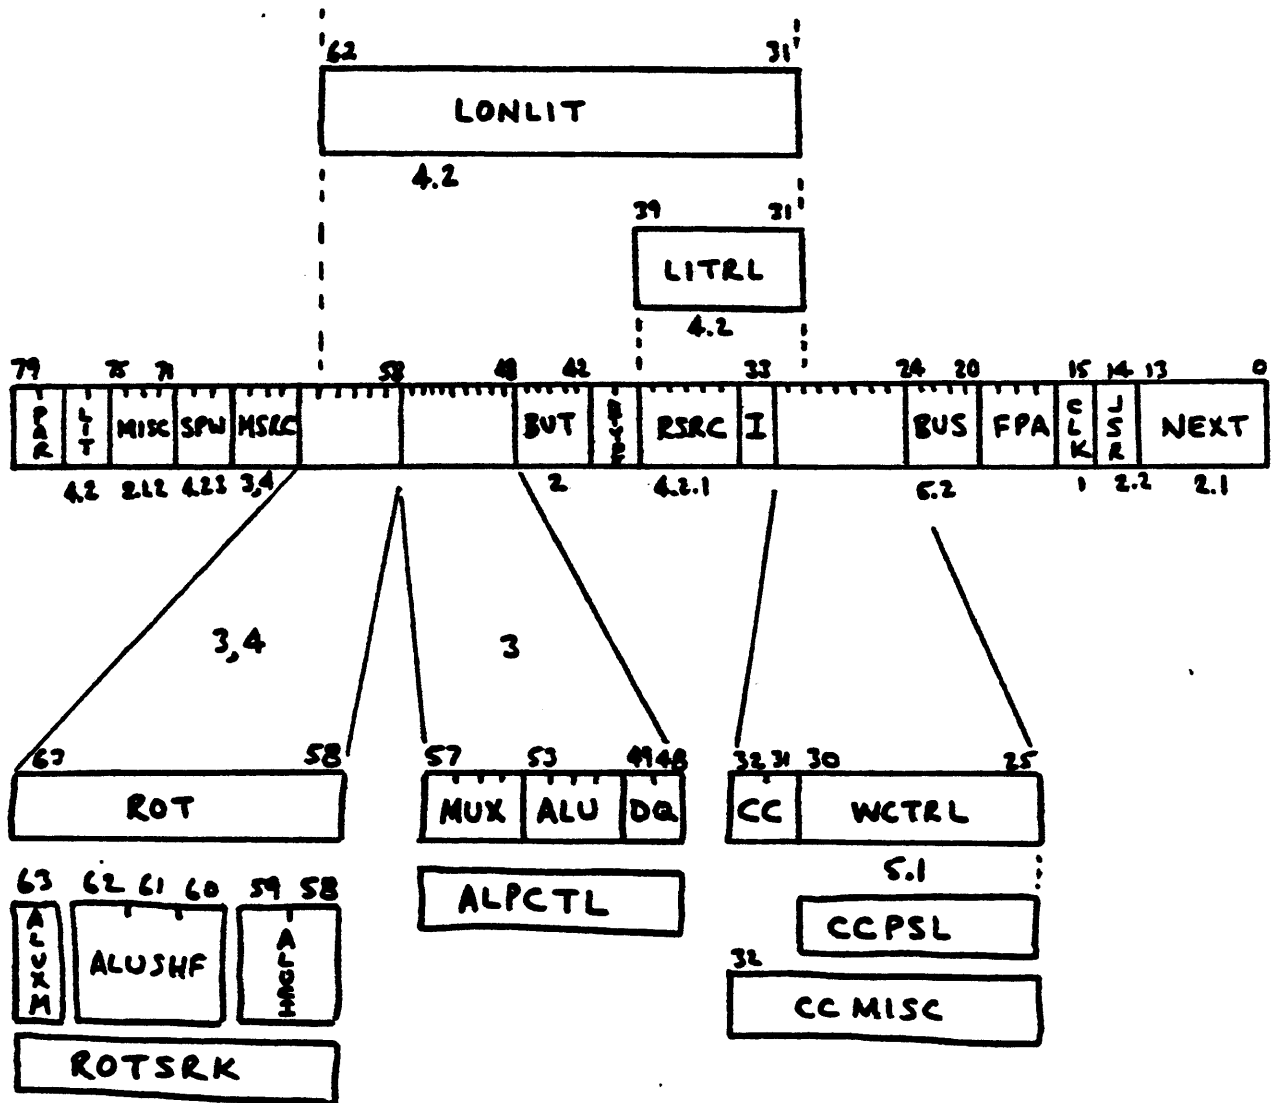 62 31
LONLIT
4.2
39 31
LITRL
4.2
79 75 71 58 48 42 33 24 20 15 14 13 0
PAR LIT MISC SPW MSRC BUT RSRC I BUS FPA CLK JSR NEXT
4.2 2.1.2 4.2.3 3,4 2 4.2.1 5.2 1 2.2 2.1
3,4 3
63 58 57 53 49 48 32 31 30 25
ROT MUX ALU DQ CC WCTRL
5.1
63 62 61 60 59 58
ALPCTL
CCPSL
ALUXM ALUSHF
32
CC MISC
ROTSRK